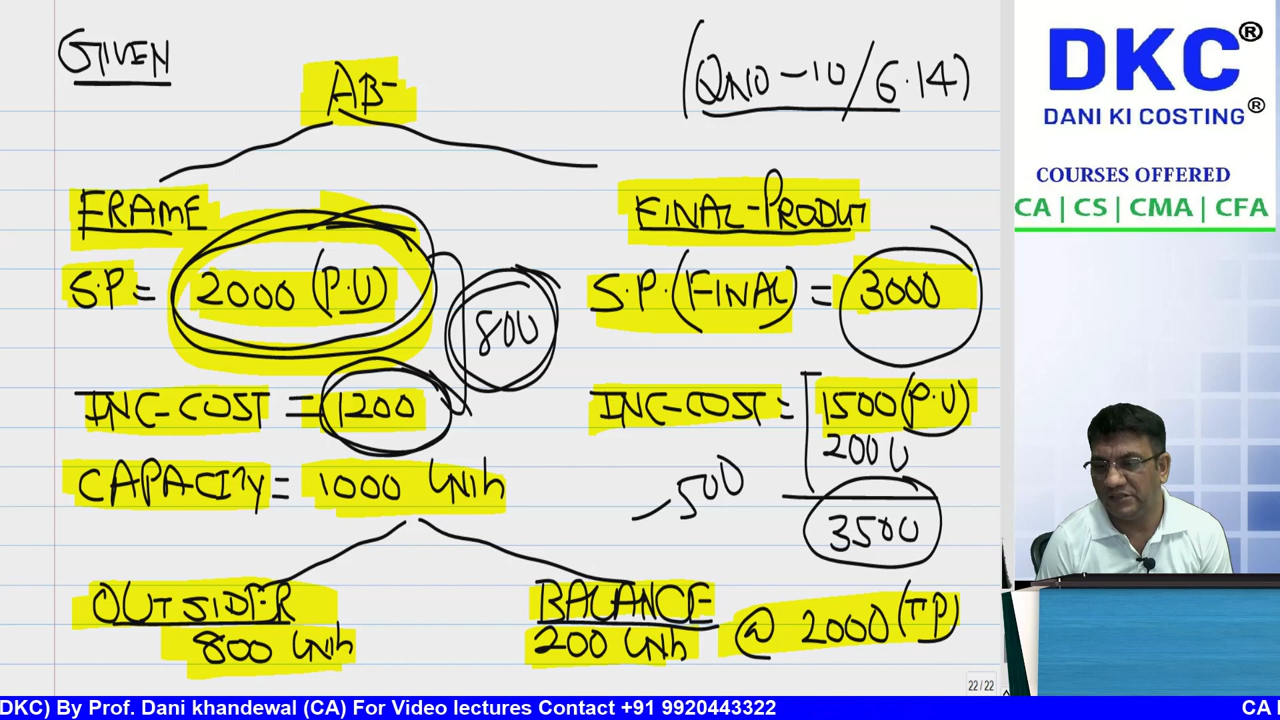 GIVEN
(QNO-10/6.14)
AB-
FRAME
S.P = 2000 (P.U)
800
INC-COST = 1200
CAPACITY = 1000 Units
FINAL-PRODUT
S.P. (FINAL) = 3000
INC-COST = 1500 (P.U)
2000
3500
-500
OUTSIDER
800 Units
BALANCE
200 Units
@ 2000 (T.P)
22/22
DKC®
DANI KI COSTING®
COURSES OFFERED
CA | CS | CMA | CFA
DKC) By Prof. Dani khandewal (CA) For Video lectures Contact +91 9920443322
CA